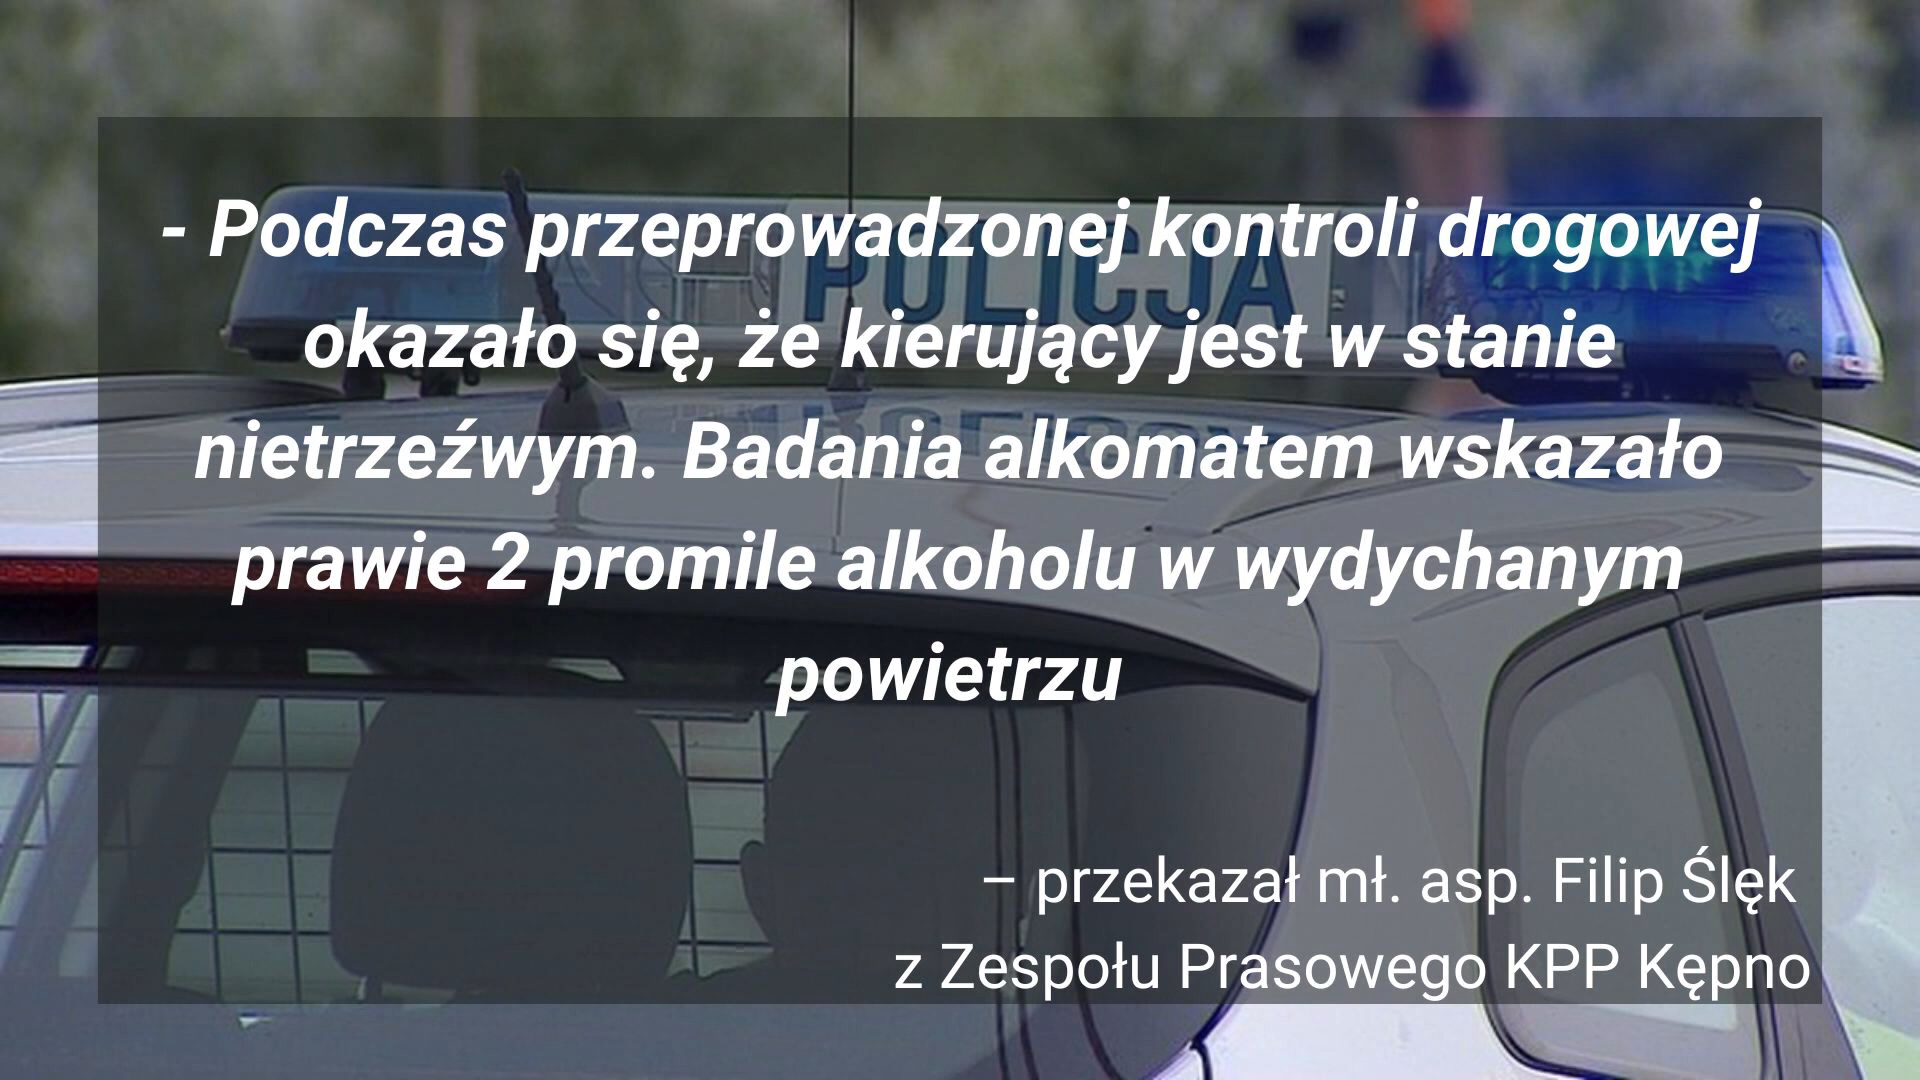 - Podczas przeprowadzonej kontroli drogowej
okazało się, że kierujący jest w stanie
nietrzeźwym. Badania alkomatem wskazało
prawie 2 promile alkoholu w wydychanym
powietrzu
POLICJA
– przekazał mł. asp. Filip Ślęk
z Zespołu Prasowego KPP Kępno